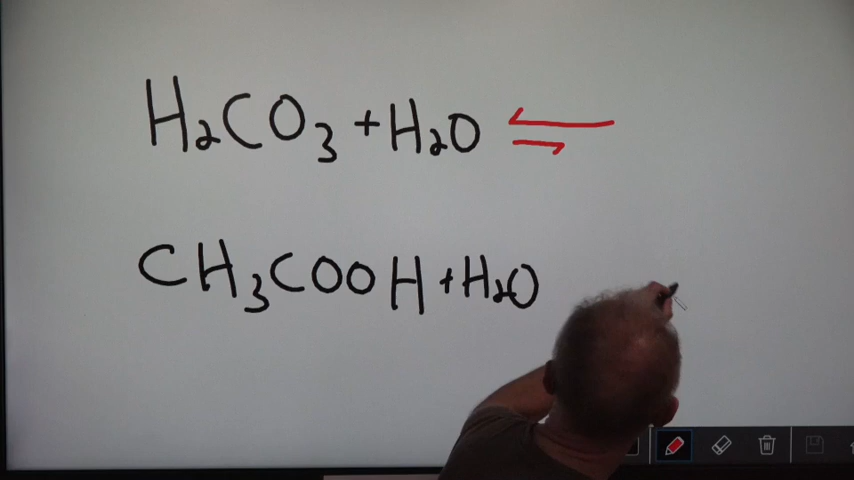 H₂CO₃ + H₂O ⇌
CH₃COOH + H₂O